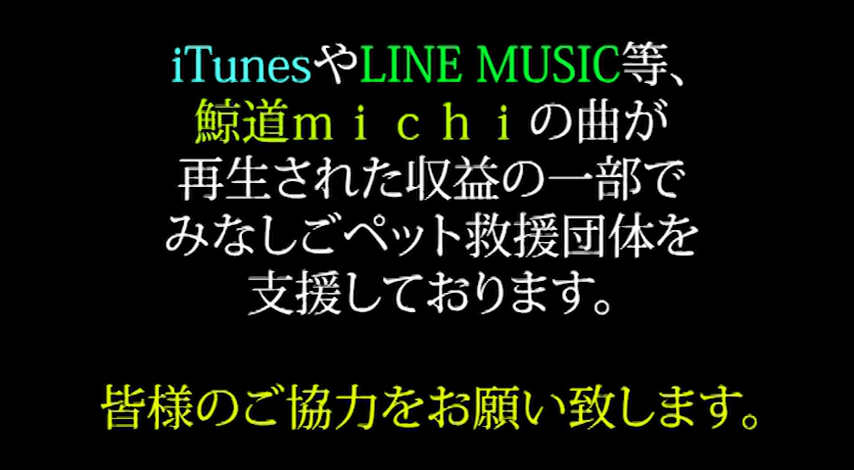 iTunesやLINE MUSIC等、
鯨道ｍｉｃｈｉの曲が
再生された収益の一部で
みなしごペット救援団体を
支援しております。
皆様のご協力をお願い致します。